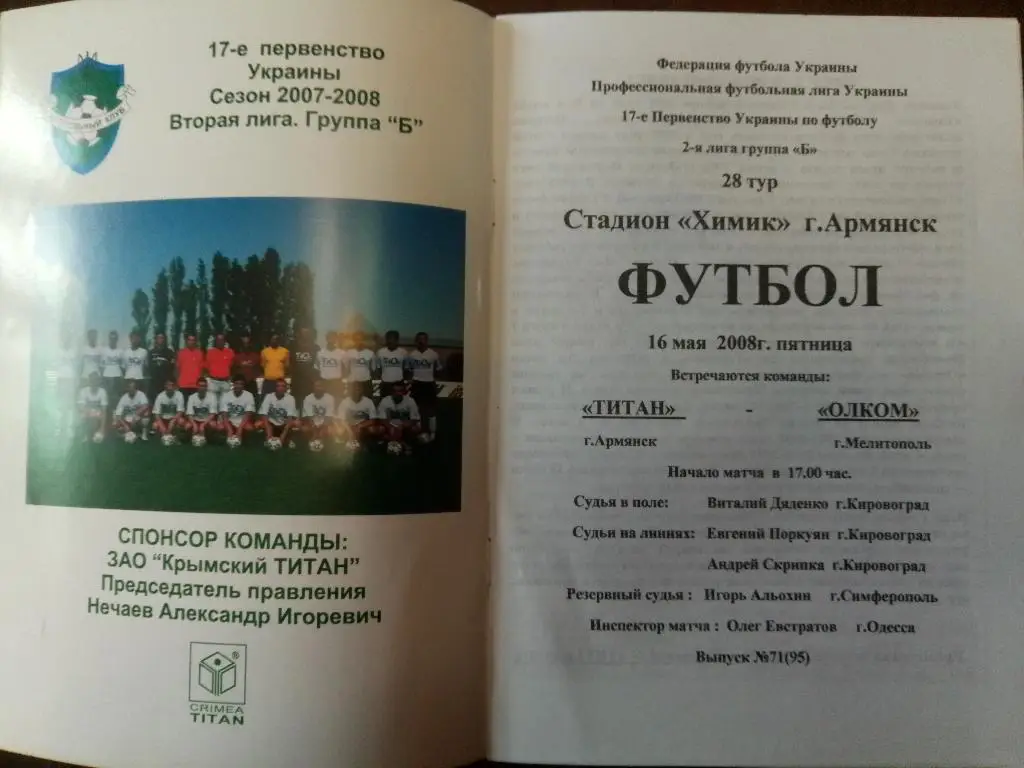 17-е первенство
Украины
Сезон 2007-2008
Вторая лига. Группа "Б"
КЛУБ
TiO₂ TiO₂
СПОНСОР КОМАНДЫ:
ЗАО "Крымский ТИТАН"
Председатель правления
Нечаев Александр Игоревич
CRIMEA
TITAN
Федерация футбола Украины
Профессиональная футбольная лига Украины
17-е Первенство Украины по футболу
2-я лига группа «Б»
28 тур
Стадион «Химик» г.Армянск
ФУТБОЛ
16 мая 2008г. пятница
Встречаются команды:
«ТИТАН» - «ОЛКОМ»
г.Армянск г.Мелитополь
Начало матча в 17.00 час.
Судья в поле: Виталий Дяденко г.Кировоград
Судьи на линиях: Евгений Поркуян г.Кировоград
Андрей Скрипка г.Кировоград
Резервный судья : Игорь Альохин г.Симферополь
Инспектор матча : Олег Евстратов г.Одесса
Выпуск №71(95)